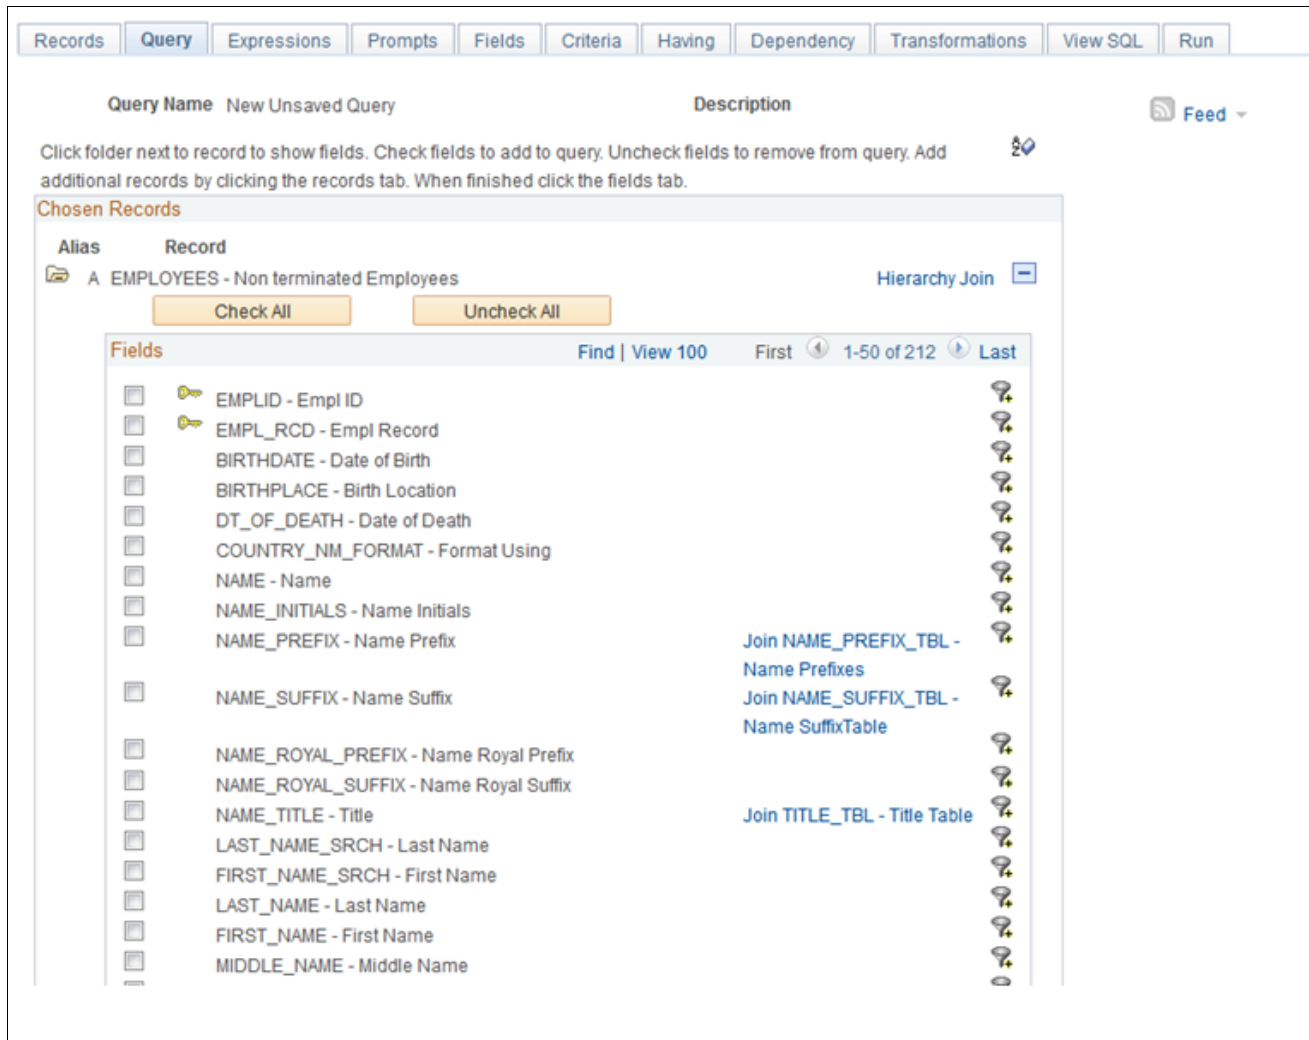 Records Query Expressions Prompts Fields Criteria Having Dependency Transformations View SQL Run
Query Name New Unsaved Query Description
Feed
Click folder next to record to show fields. Check fields to add to query. Uncheck fields to remove from query. Add
additional records by clicking the records tab. When finished click the fields tab.
Chosen Records
Alias Record
A EMPLOYEES - Non terminated Employees Hierarchy Join
Check All Uncheck All
Fields Find | View 100 First 1-50 of 212 Last
EMPLID - Empl ID
EMPL_RCD - Empl Record
BIRTHDATE - Date of Birth
BIRTHPLACE - Birth Location
DT_OF_DEATH - Date of Death
COUNTRY_NM_FORMAT - Format Using
NAME - Name
NAME_INITIALS - Name Initials
NAME_PREFIX - Name Prefix Join NAME_PREFIX_TBL -
Name Prefixes
NAME_SUFFIX - Name Suffix Join NAME_SUFFIX_TBL -
Name SuffixTable
NAME_ROYAL_PREFIX - Name Royal Prefix
NAME_ROYAL_SUFFIX - Name Royal Suffix
NAME_TITLE - Title Join TITLE_TBL - Title Table
LAST_NAME_SRCH - Last Name
FIRST_NAME_SRCH - First Name
LAST_NAME - Last Name
FIRST_NAME - First Name
MIDDLE_NAME - Middle Name